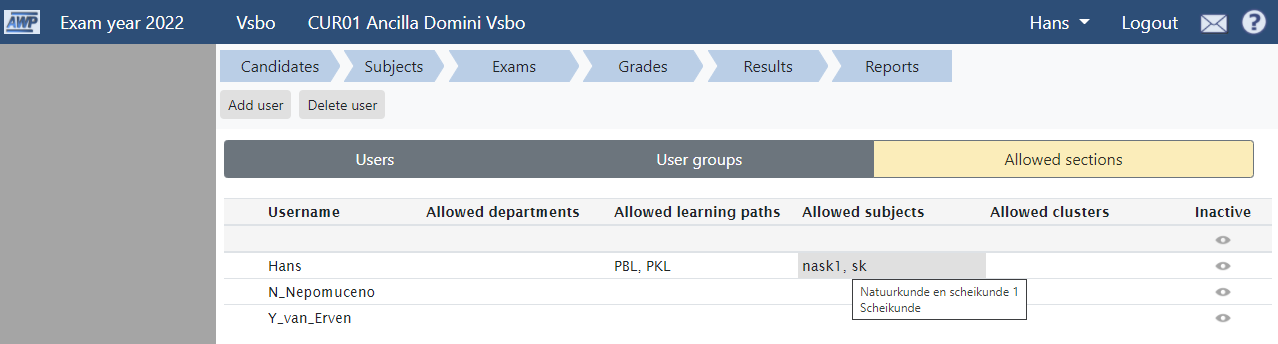 AWP Exam year 2022 Vsbo CUR01 Ancilla Domini Vsbo Hans Logout ?
Candidates Subjects Exams Grades Results Reports
Add user Delete user
Users User groups Allowed sections
Username Allowed departments Allowed learning paths Allowed subjects Allowed clusters Inactive
Hans PBL, PKL nask1, sk
N_Nepomuceno
Natuurkunde en scheikunde 1
Scheikunde
Y_van_Erven